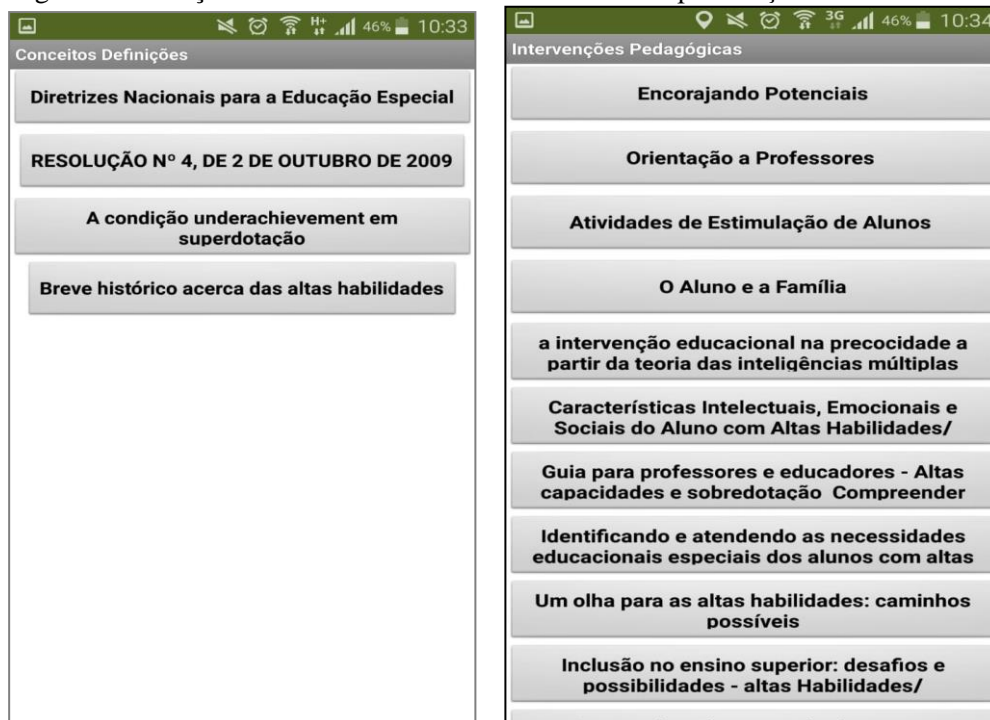 46% 10:33
Conceitos Definições
Diretrizes Nacionais para a Educação Especial
RESOLUÇÃO Nº 4, DE 2 DE OUTUBRO DE 2009
A condição underachievement em
superdotação
Breve histórico acerca das altas habilidades
3G 46% 10:34
Intervenções Pedagógicas
Encorajando Potenciais
Orientação a Professores
Atividades de Estimulação de Alunos
O Aluno e a Família
a intervenção educacional na precocidade a
partir da teoria das inteligências múltiplas
Características Intelectuais, Emocionais e
Sociais do Aluno com Altas Habilidades/
Guia para professores e educadores - Altas
capacidades e sobredotação Compreender
Identificando e atendendo as necessidades
educacionais especiais dos alunos com altas
Um olha para as altas habilidades: caminhos
possíveis
Inclusão no ensino superior: desafios e
possibilidades - altas Habilidades/